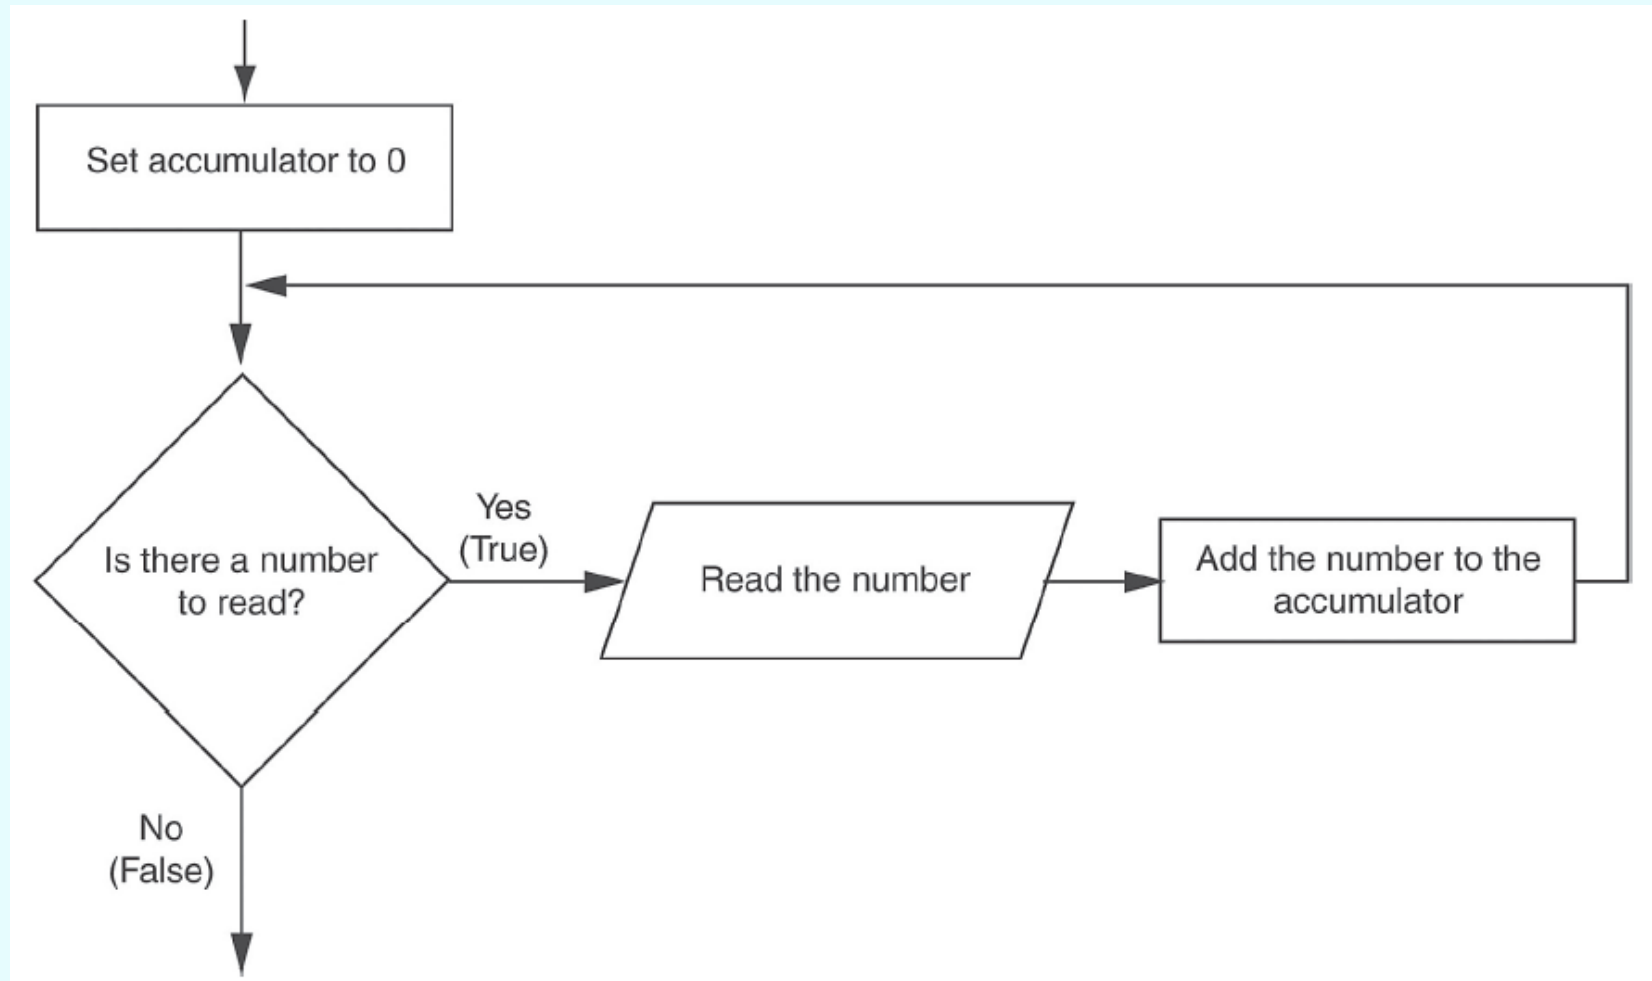 Set accumulator to 0
Is there a number
to read?
Yes
(True)
Read the number
Add the number to the
accumulator
No
(False)